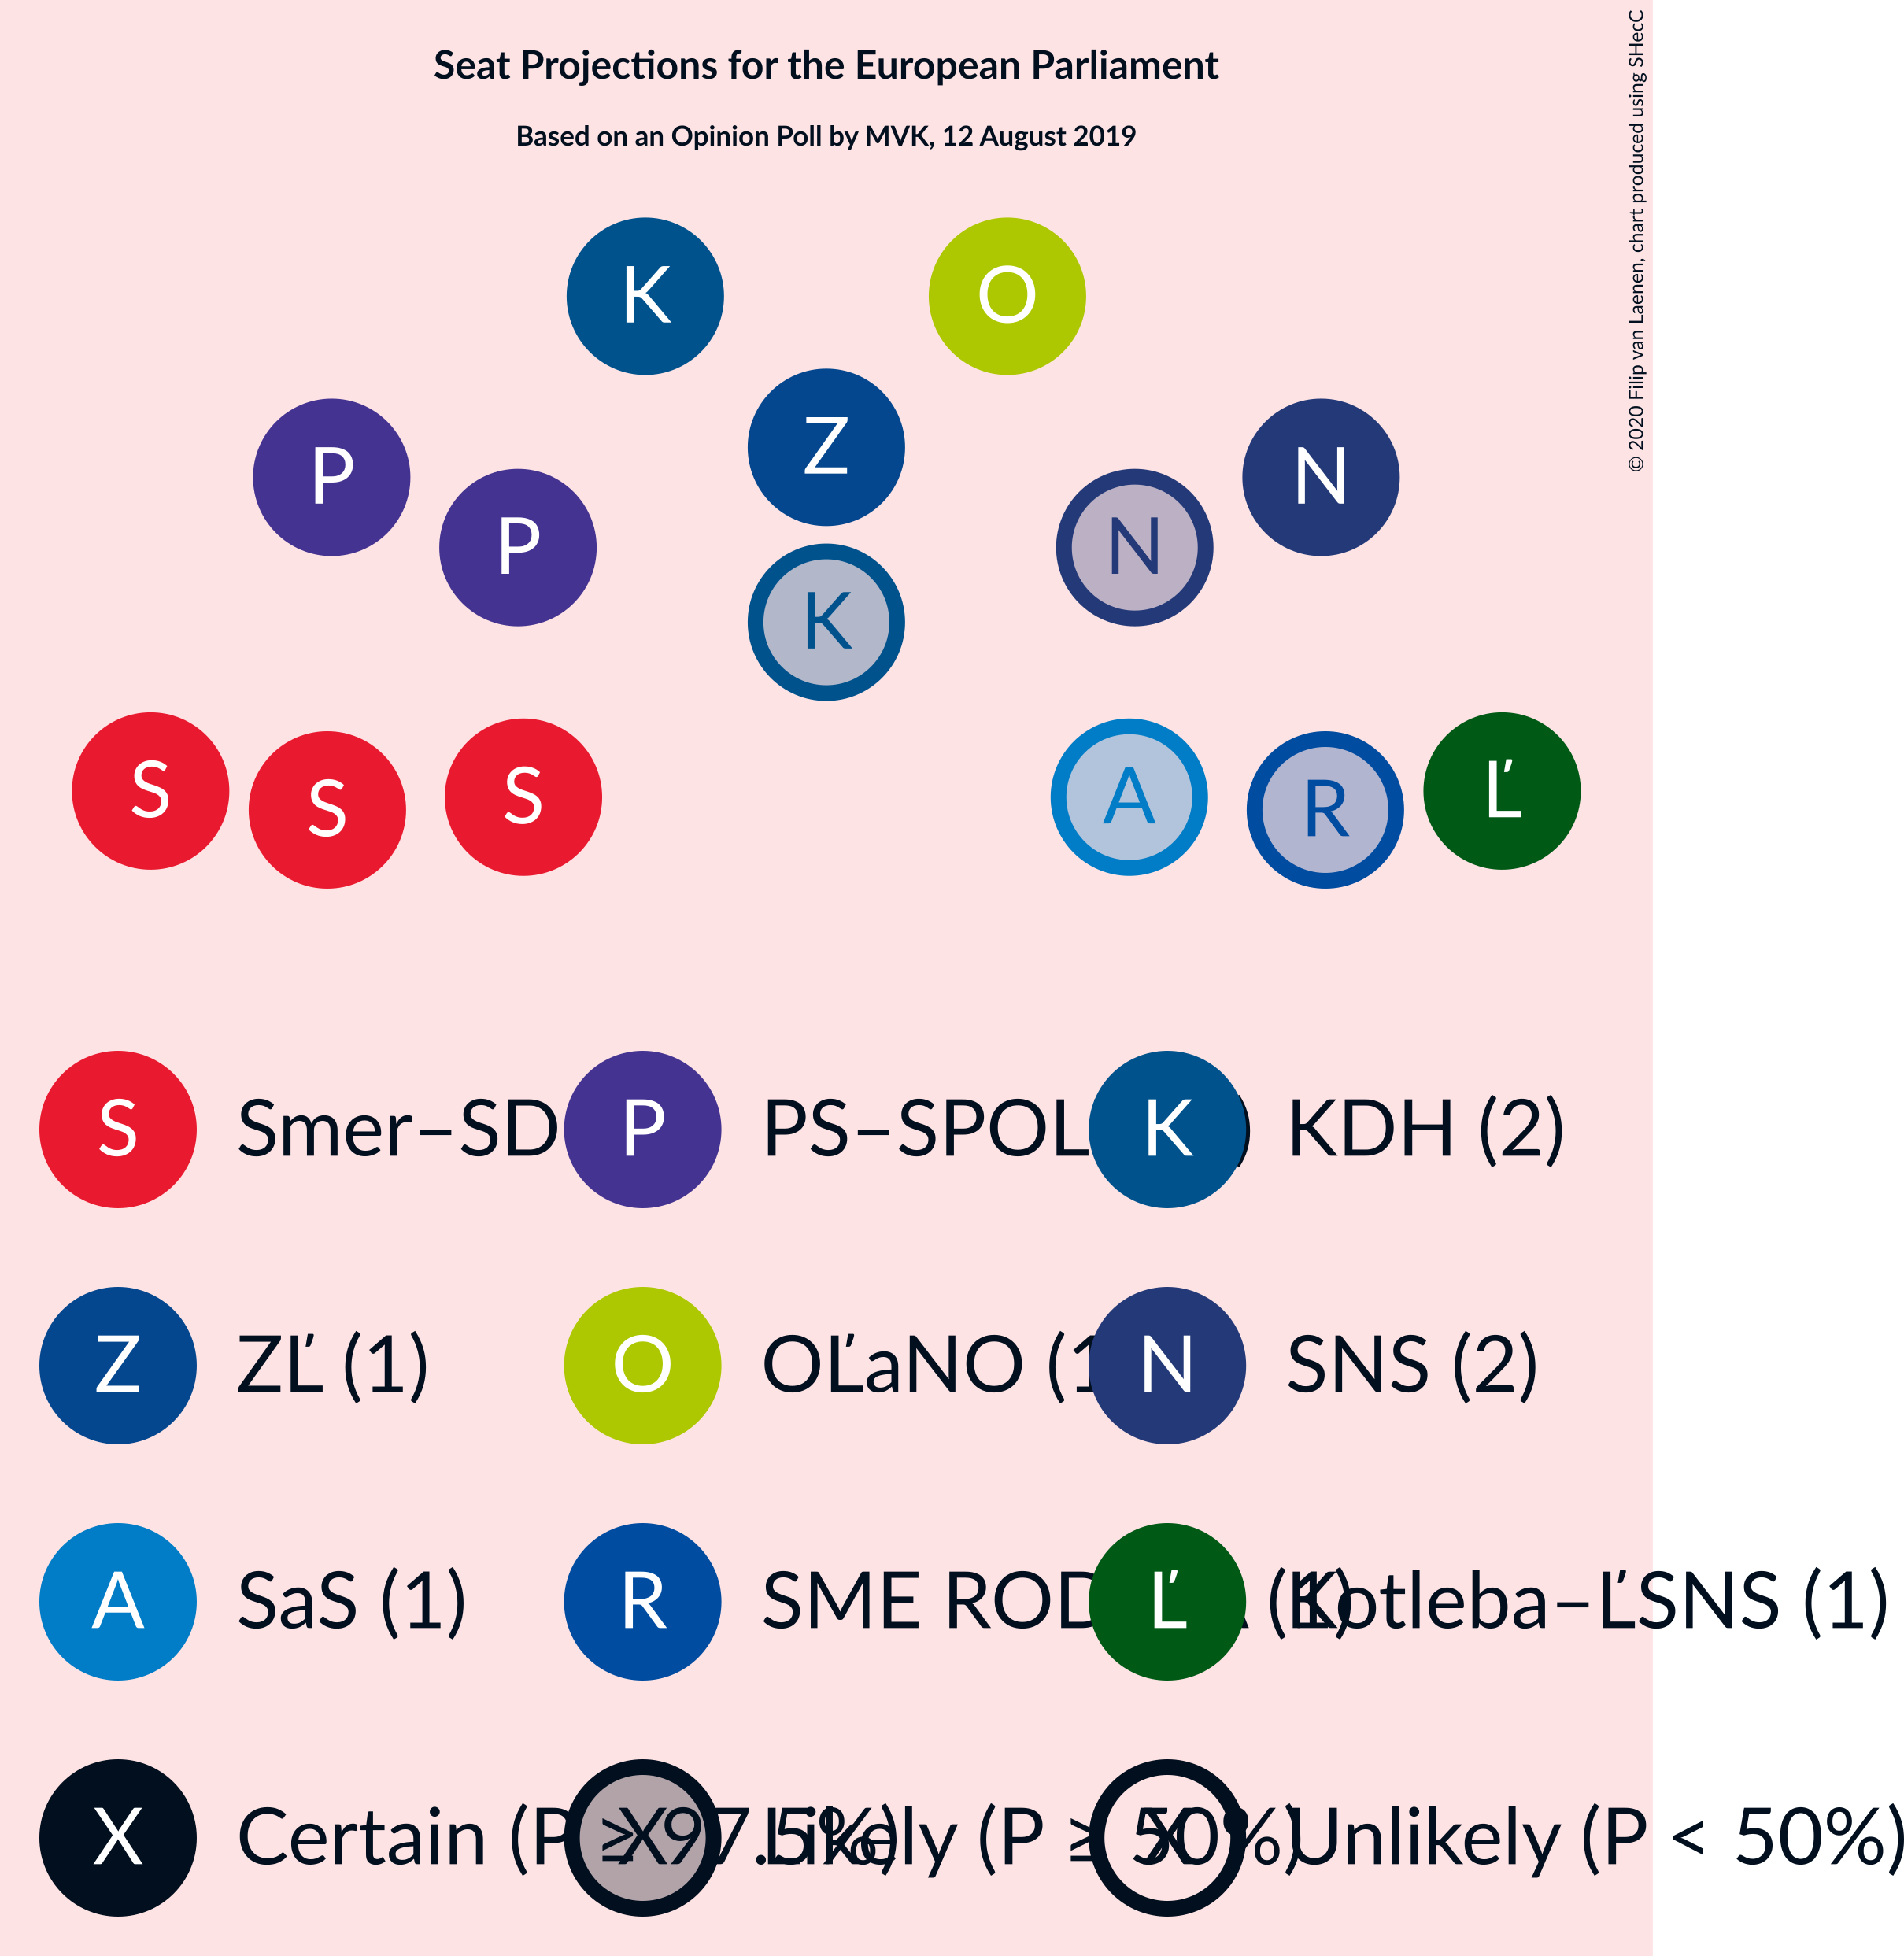 Seat Projections for the European Parliament
Based on an Opinion Poll by MVK, 12 August 2019
© 2020 Filip van Laenen, chart produced using SHecC
K O
Z
P N
P N
K
S Ľ
S S A R
S Smer–SD P PS–SPOL K KDH (2)
Z ZĽ (1) O OĽaNO (1 N SNS (2)
A SaS (1) R SME Ľ Kotleba–ĽSNS (1)
X Certain (P ≥ 97.5%) X Likely (P ≥ 50%) X Unlikely (P < 50%)